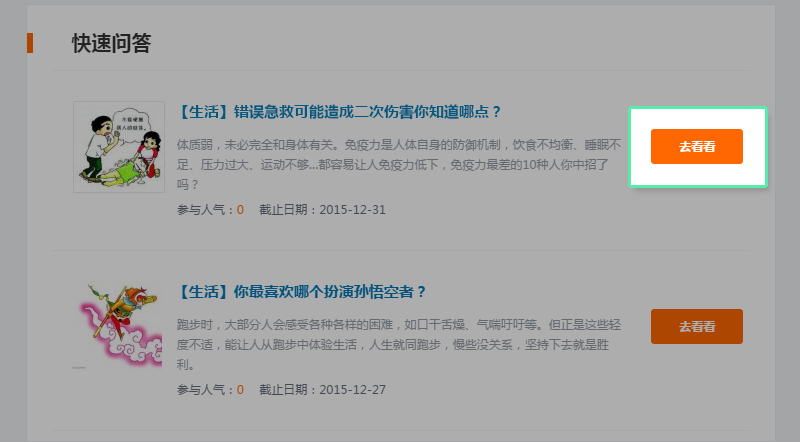 快速问答
【生活】错误急救可能造成二次伤害你知道哪点？
体质弱，未必完全和身体有关。免疫力是人体自身的防御机制，饮食不均衡、睡眠不
足、压力过大、运动不够...都容易让人免疫力低下，免疫力最差的10种人你中招了
吗？
参与人气：0 截止日期：2015-12-31
去看看
【生活】你最喜欢哪个扮演孙悟空者？
跑步时，大部分人会感受各种各样的困难，如口干舌燥、气喘吁吁等。但正是这些轻
度不适，能让人从跑步中体验生活，人生就同跑步，慢些没关系，坚持下去就是胜
利。
参与人气：0 截止日期：2015-12-27
去看看